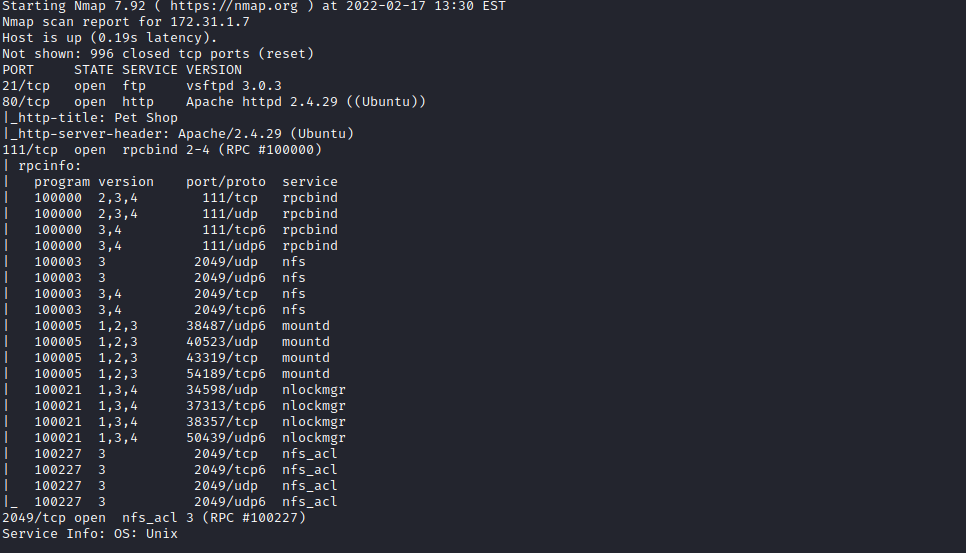 Starting Nmap 7.92 ( https://nmap.org ) at 2022-02-17 13:30 EST
Nmap scan report for 172.31.1.7
Host is up (0.19s latency).
Not shown: 996 closed tcp ports (reset)
PORT     STATE SERVICE VERSION
21/tcp   open  ftp     vsftpd 3.0.3
80/tcp   open  http    Apache httpd 2.4.29 ((Ubuntu))
|_http-title: Pet Shop
|_http-server-header: Apache/2.4.29 (Ubuntu)
111/tcp  open  rpcbind 2-4 (RPC #100000)
| rpcinfo:
|   program version    port/proto  service
|   100000  2,3,4        111/tcp   rpcbind
|   100000  2,3,4        111/udp   rpcbind
|   100000  3,4          111/tcp6  rpcbind
|   100000  3,4          111/udp6  rpcbind
|   100003  3           2049/udp   nfs
|   100003  3           2049/udp6  nfs
|   100003  3,4         2049/tcp   nfs
|   100003  3,4         2049/tcp6  nfs
|   100005  1,2,3      38487/udp6  mountd
|   100005  1,2,3      40523/udp   mountd
|   100005  1,2,3      43319/tcp   mountd
|   100005  1,2,3      54189/tcp6  mountd
|   100021  1,3,4      34598/udp   nlockmgr
|   100021  1,3,4      37313/tcp6  nlockmgr
|   100021  1,3,4      38357/tcp   nlockmgr
|   100021  1,3,4      50439/udp6  nlockmgr
|   100227  3           2049/tcp   nfs_acl
|   100227  3           2049/tcp6  nfs_acl
|   100227  3           2049/udp   nfs_acl
|_  100227  3           2049/udp6  nfs_acl
2049/tcp open  nfs_acl 3 (RPC #100227)
Service Info: OS: Unix